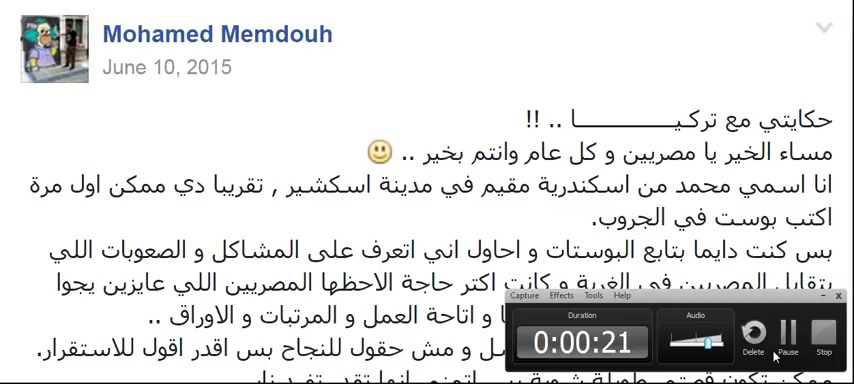 Mohamed Memdouh
June 10, 2015
حكايتي مع تركيـــــــــــــــا .. !!
مساء الخير يا مصريين و كل عام وانتم بخير ..
انا اسمي محمد من اسكندرية مقيم في مدينة اسكشير , تقريبا دي ممكن اول مرة
اكتب بوست في الجروب.
بس كنت دايما بتابع البوستات و احاول اني اتعرف على المشاكل و الصعوبات اللي
بتقابل المصريين في الغربة و كانت اكتر حاجة الاحظها المصريين اللي عايزين يجوا
و اتاحة العمل و المرتبات و الاوراق ..
و مش حقول للنجاح بس اقدر اقول للاستقرار.
Capture Effects Tools Help
Duration
Audio
0:00:21
Delete Pause Stop